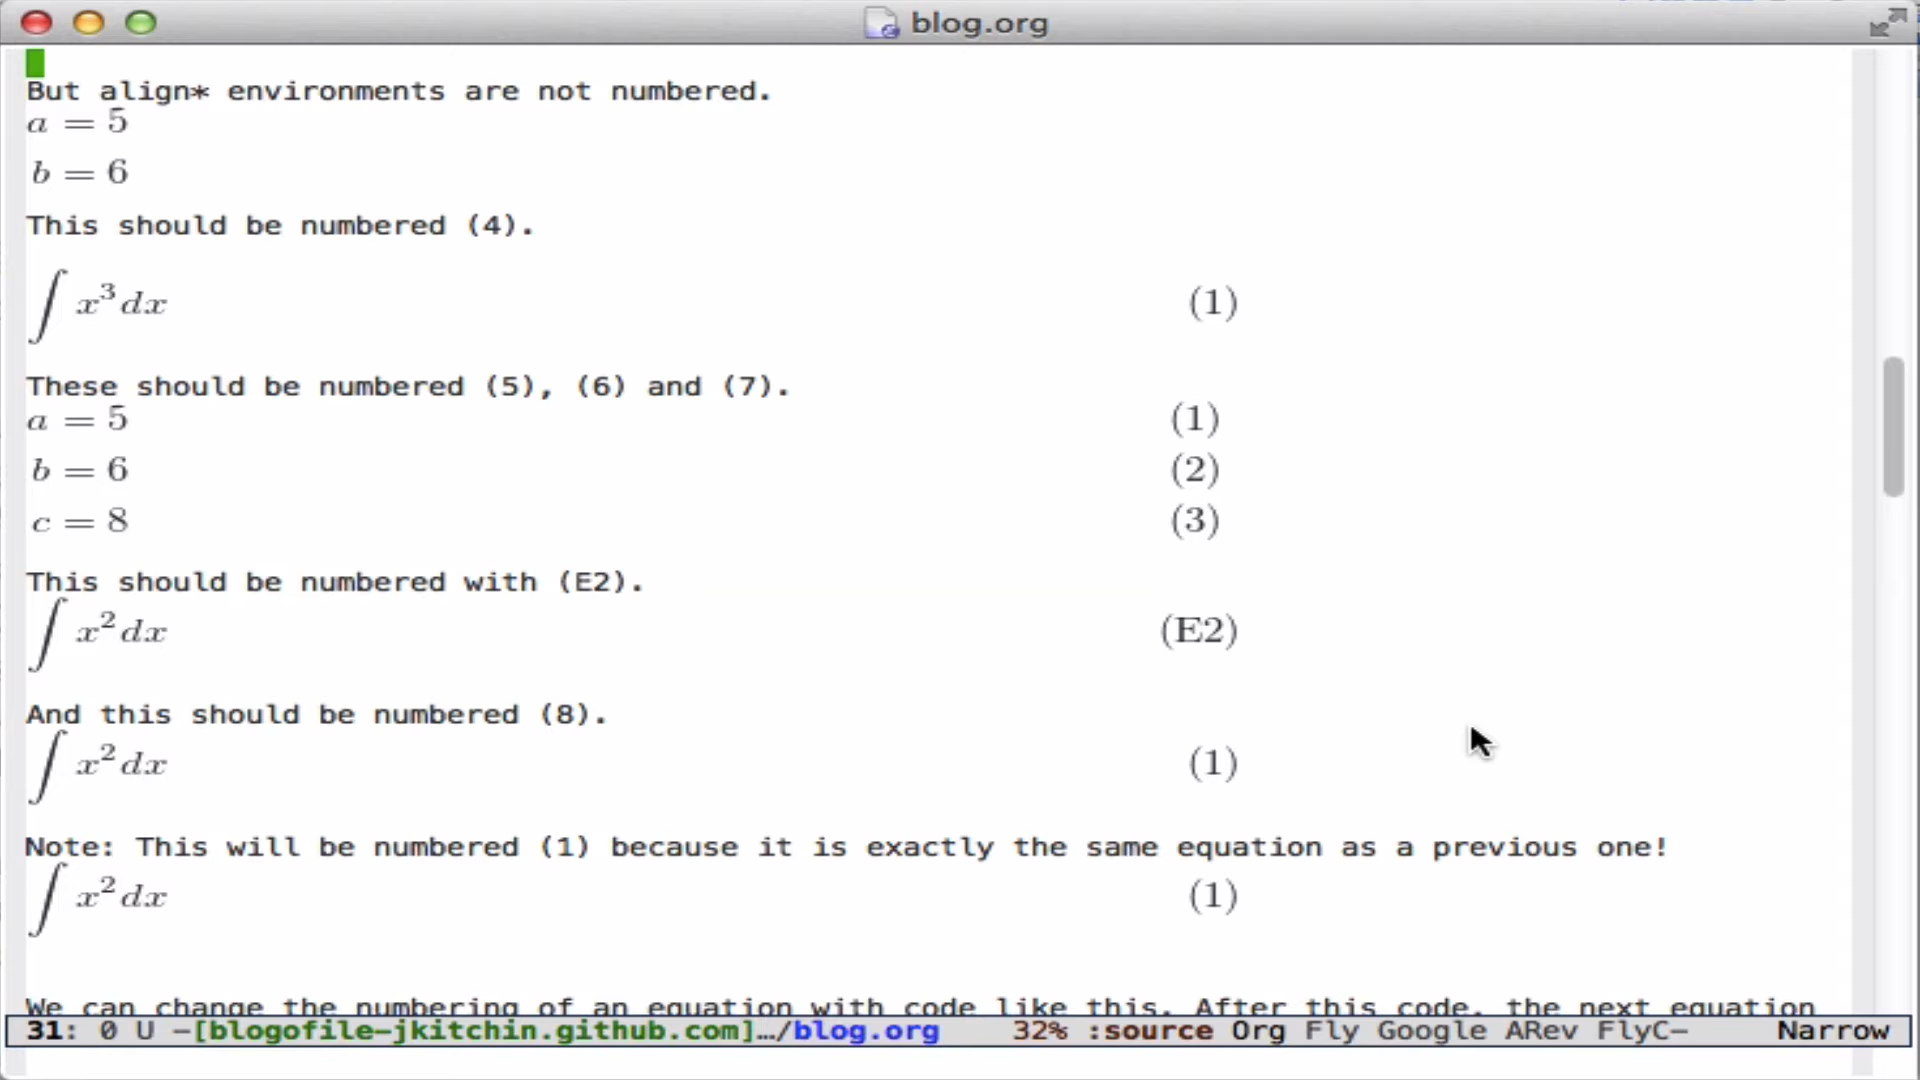 blog.org
But align* environments are not numbered.
a = 5
b = 6
This should be numbered (4).
∫ x³dx (1)
These should be numbered (5), (6) and (7).
a = 5 (1)
b = 6 (2)
c = 8 (3)
This should be numbered with (E2).
∫ x²dx (E2)
And this should be numbered (8).
∫ x²dx (1)
Note: This will be numbered (1) because it is exactly the same equation as a previous one!
∫ x²dx (1)
We can change the numbering of an equation with code like this. After this code, the next equation
31: 0 U -[blogofile-jkitchin.github.com]…/blog.org 32% :source Org Fly Google ARev FlyC- Narrow